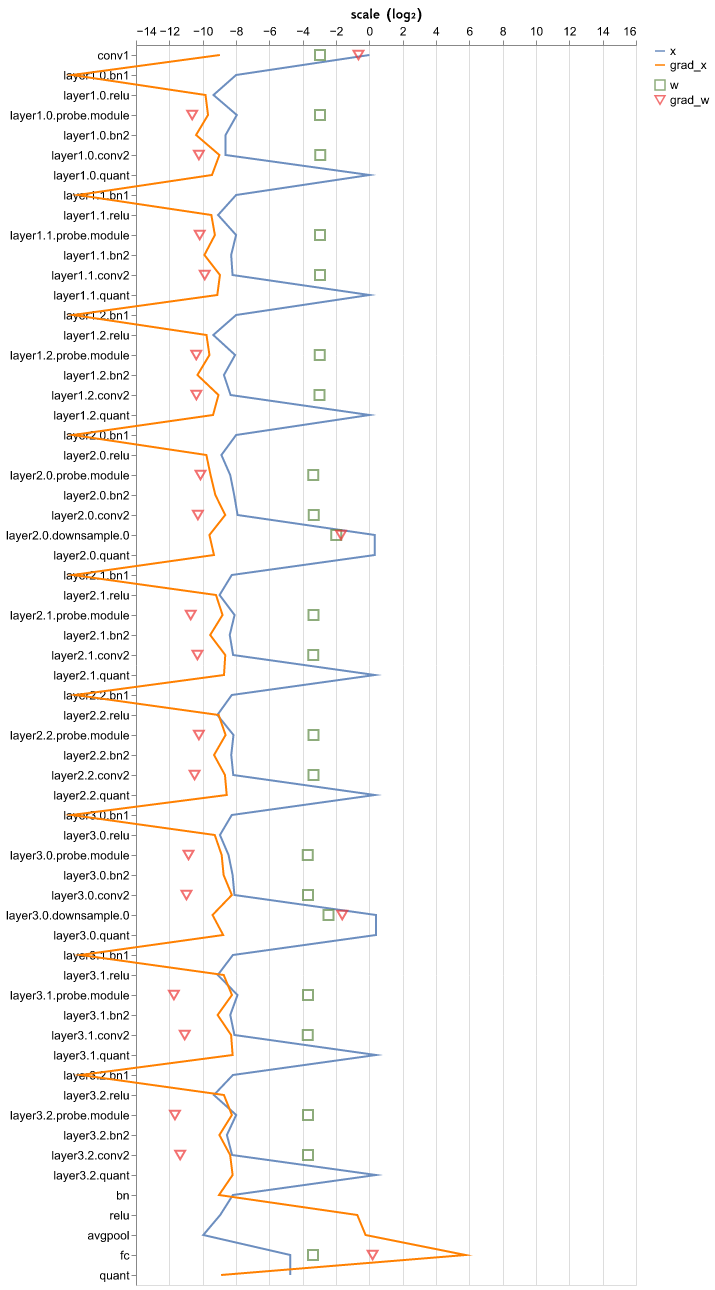 scale (log₂)
−14 −12 −10 −8 −6 −4 −2 0 2 4 6 8 10 12 14 16
x
grad_x
w
grad_w
conv1
layer1.0.bn1
layer1.0.relu
layer1.0.probe.module
layer1.0.bn2
layer1.0.conv2
layer1.0.quant
layer1.1.bn1
layer1.1.relu
layer1.1.probe.module
layer1.1.bn2
layer1.1.conv2
layer1.1.quant
layer1.2.bn1
layer1.2.relu
layer1.2.probe.module
layer1.2.bn2
layer1.2.conv2
layer1.2.quant
layer2.0.bn1
layer2.0.relu
layer2.0.probe.module
layer2.0.bn2
layer2.0.conv2
layer2.0.downsample.0
layer2.0.quant
layer2.1.bn1
layer2.1.relu
layer2.1.probe.module
layer2.1.bn2
layer2.1.conv2
layer2.1.quant
layer2.2.bn1
layer2.2.relu
layer2.2.probe.module
layer2.2.bn2
layer2.2.conv2
layer2.2.quant
layer3.0.bn1
layer3.0.relu
layer3.0.probe.module
layer3.0.bn2
layer3.0.conv2
layer3.0.downsample.0
layer3.0.quant
layer3.1.bn1
layer3.1.relu
layer3.1.probe.module
layer3.1.bn2
layer3.1.conv2
layer3.1.quant
layer3.2.bn1
layer3.2.relu
layer3.2.probe.module
layer3.2.bn2
layer3.2.conv2
layer3.2.quant
bn
relu
avgpool
fc
quant